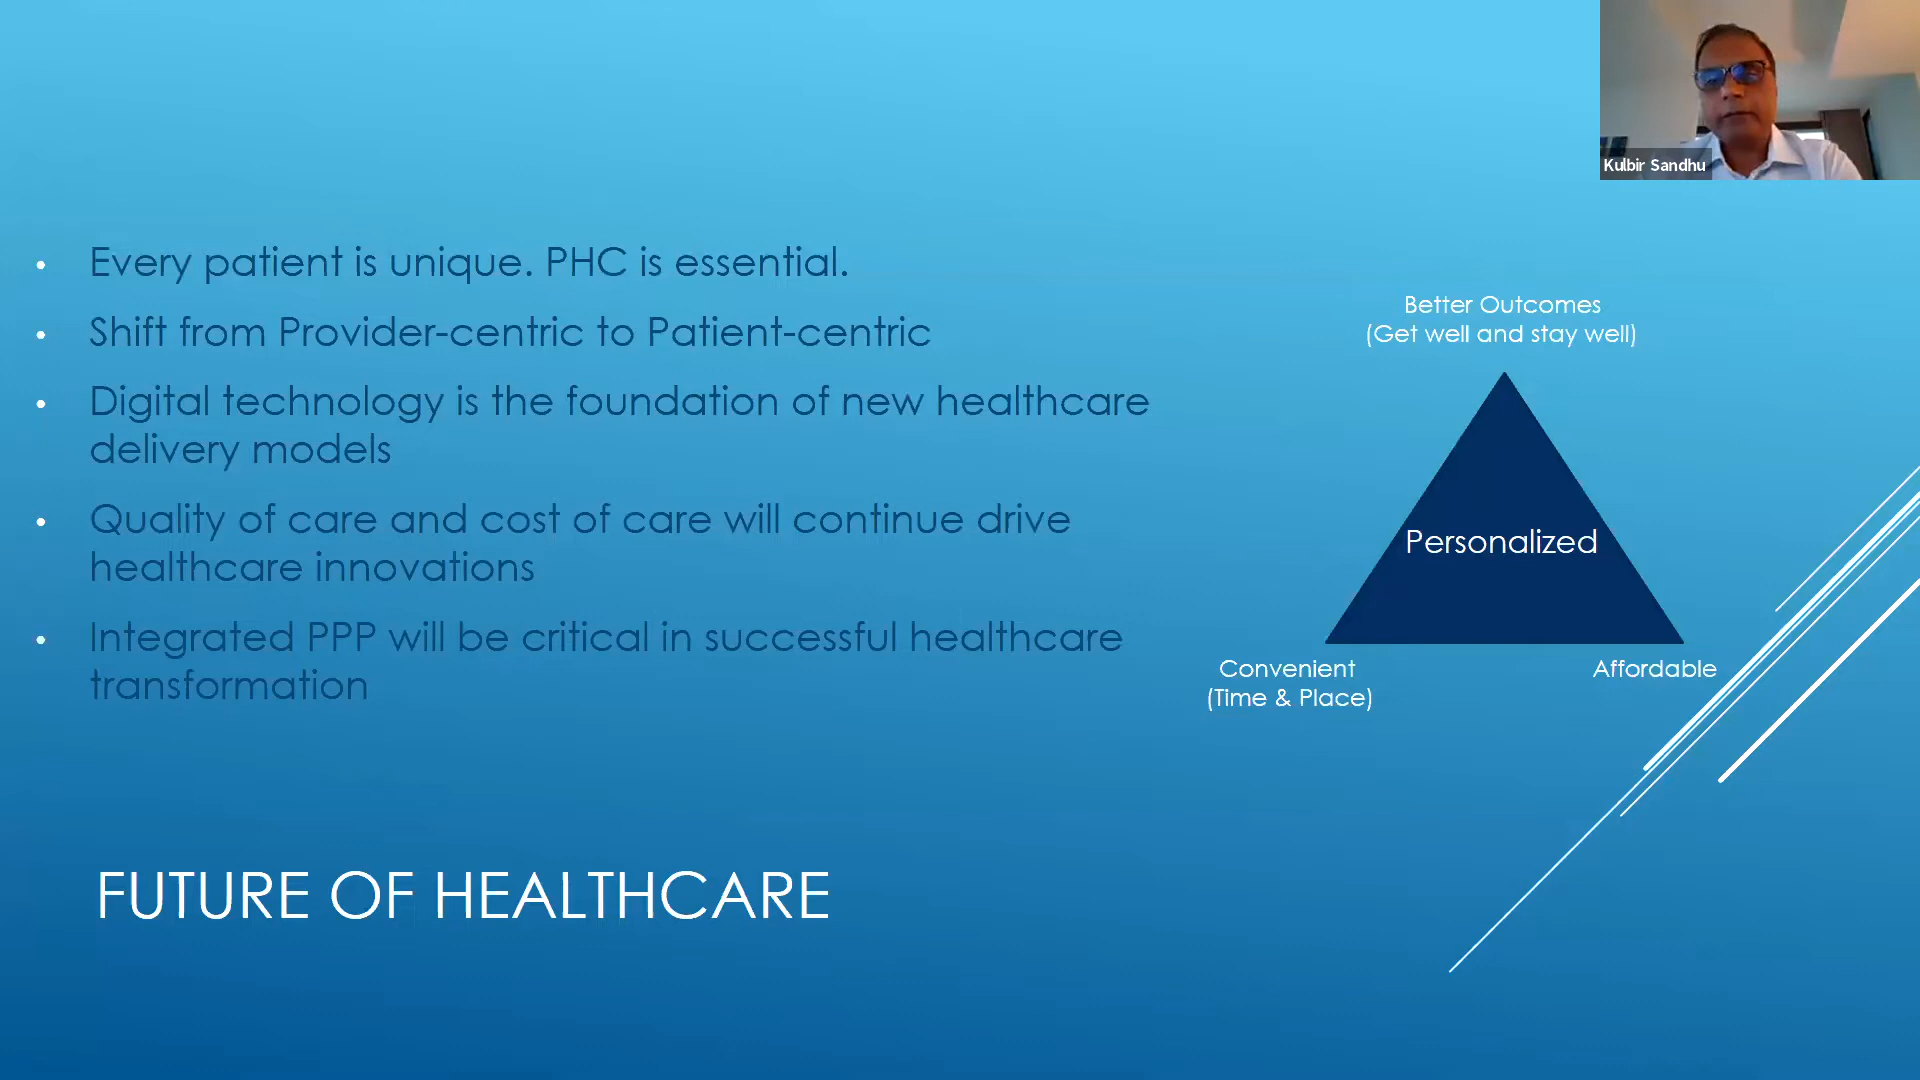 Kulbir Sandhu
Every patient is unique. PHC is essential.
Shift from Provider-centric to Patient-centric
Digital technology is the foundation of new healthcare
delivery models
Quality of care and cost of care will continue drive
healthcare innovations
Integrated PPP will be critical in successful healthcare
transformation
Better Outcomes
(Get well and stay well)
Personalized
Convenient
(Time & Place)
Affordable
FUTURE OF HEALTHCARE